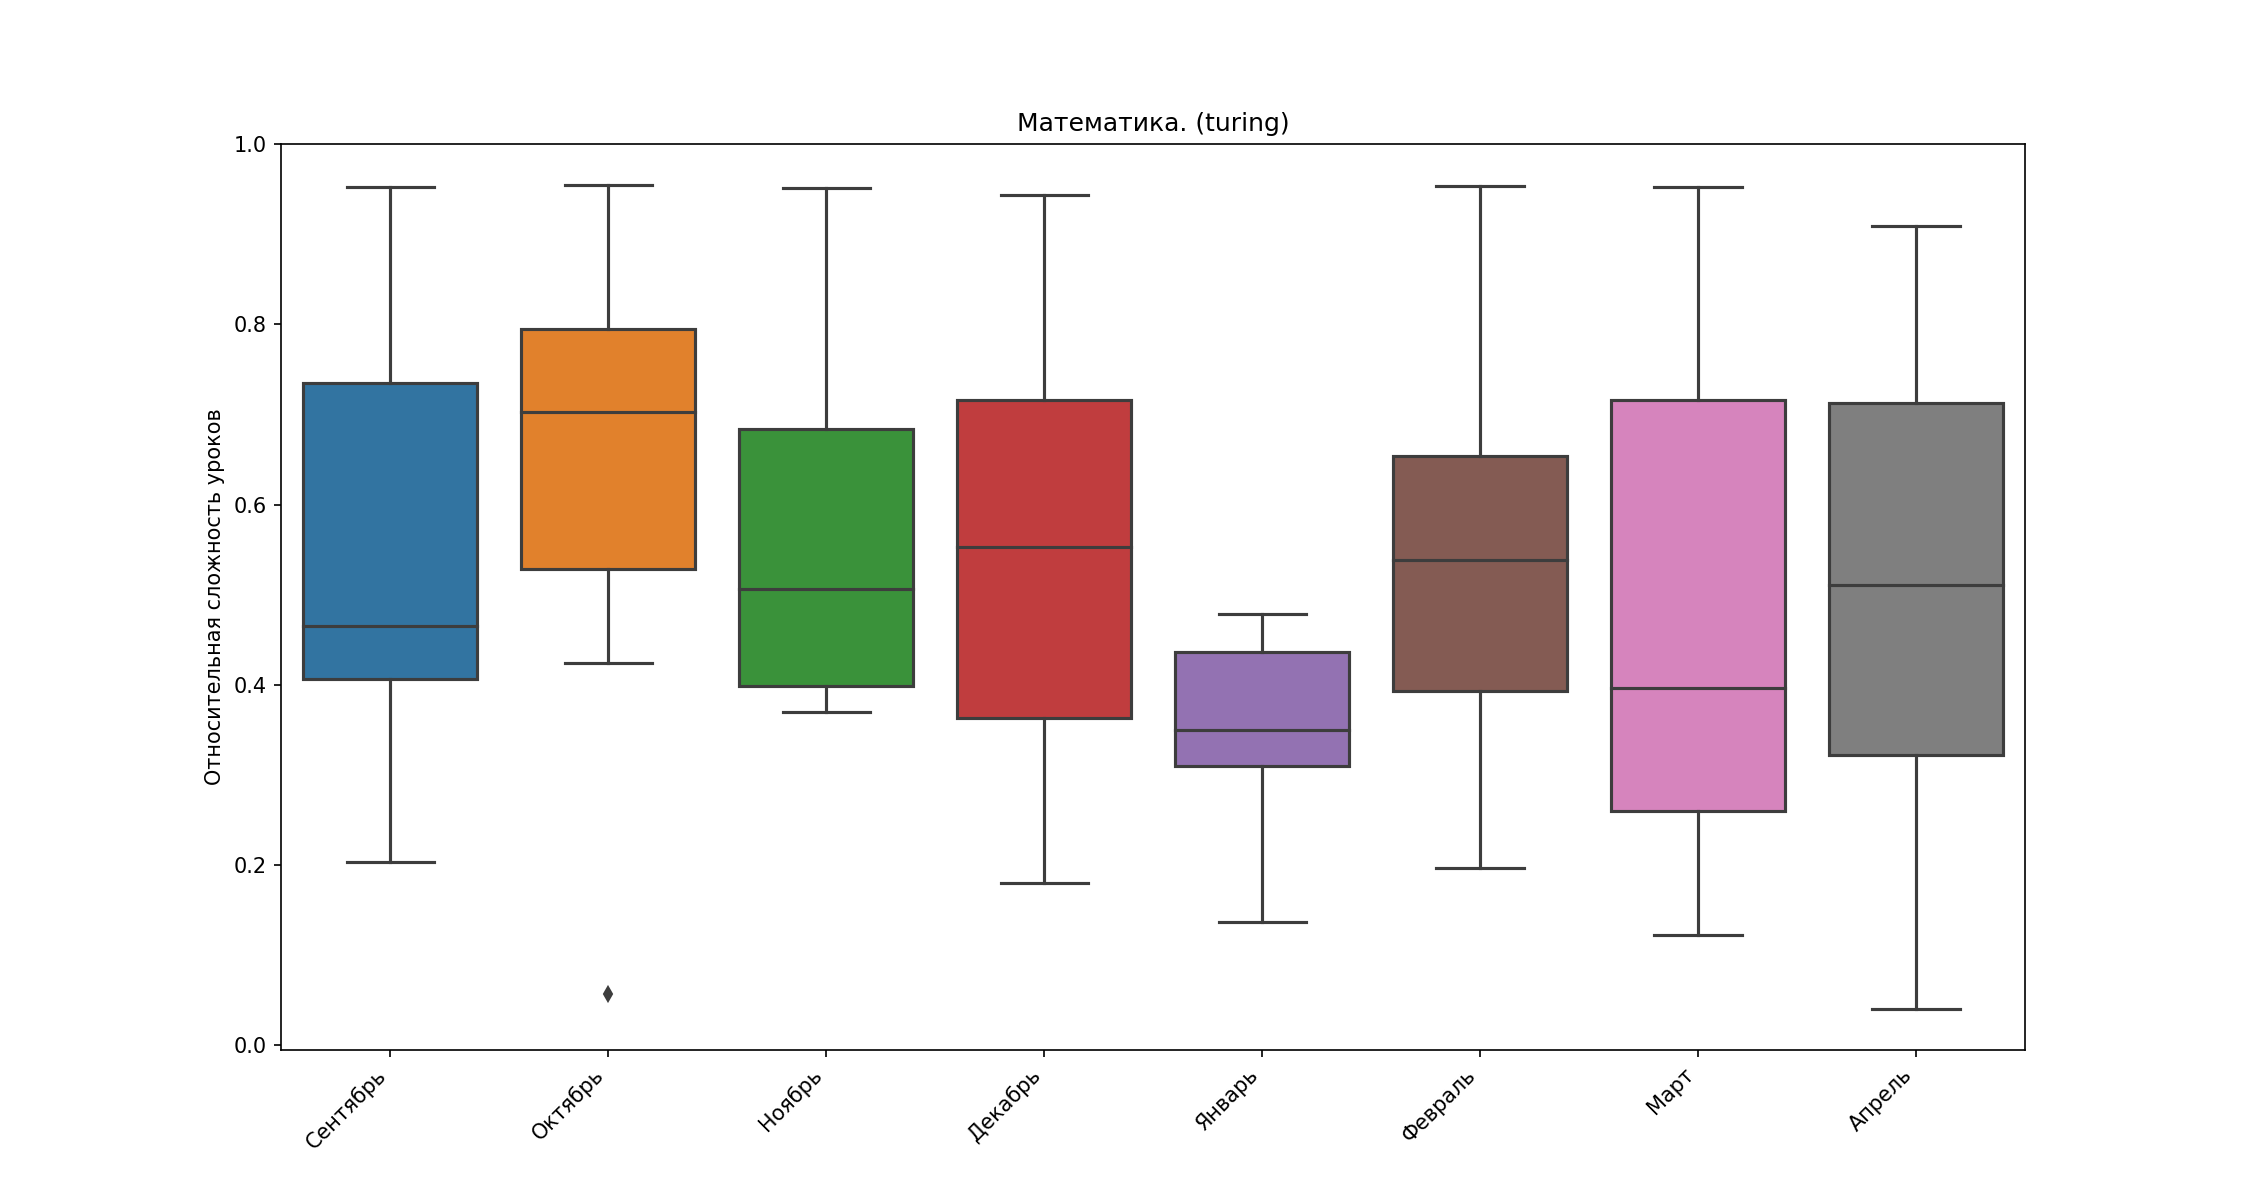 Математика. (turing)
Относительная сложность уроков
1.0
0.8
0.6
0.4
0.2
0.0
Сентябрь
Октябрь
Ноябрь
Декабрь
Январь
Февраль
Март
Апрель